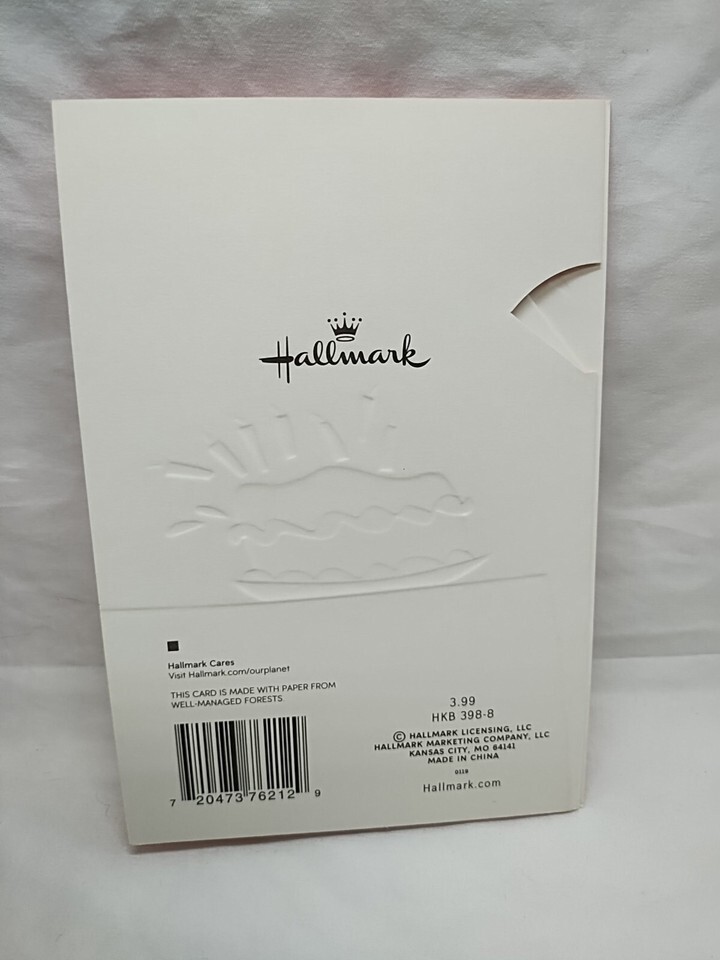 Hallmark
Hallmark Cares
Visit Hallmark.com/ourplanet
THIS CARD IS MADE WITH PAPER FROM
WELL-MANAGED FORESTS.
7 20473 76212 9
3.99
HKB 398-8
© HALLMARK LICENSING, LLC
HALLMARK MARKETING COMPANY, LLC
KANSAS CITY, MO 64141
MADE IN CHINA
0118
Hallmark.com